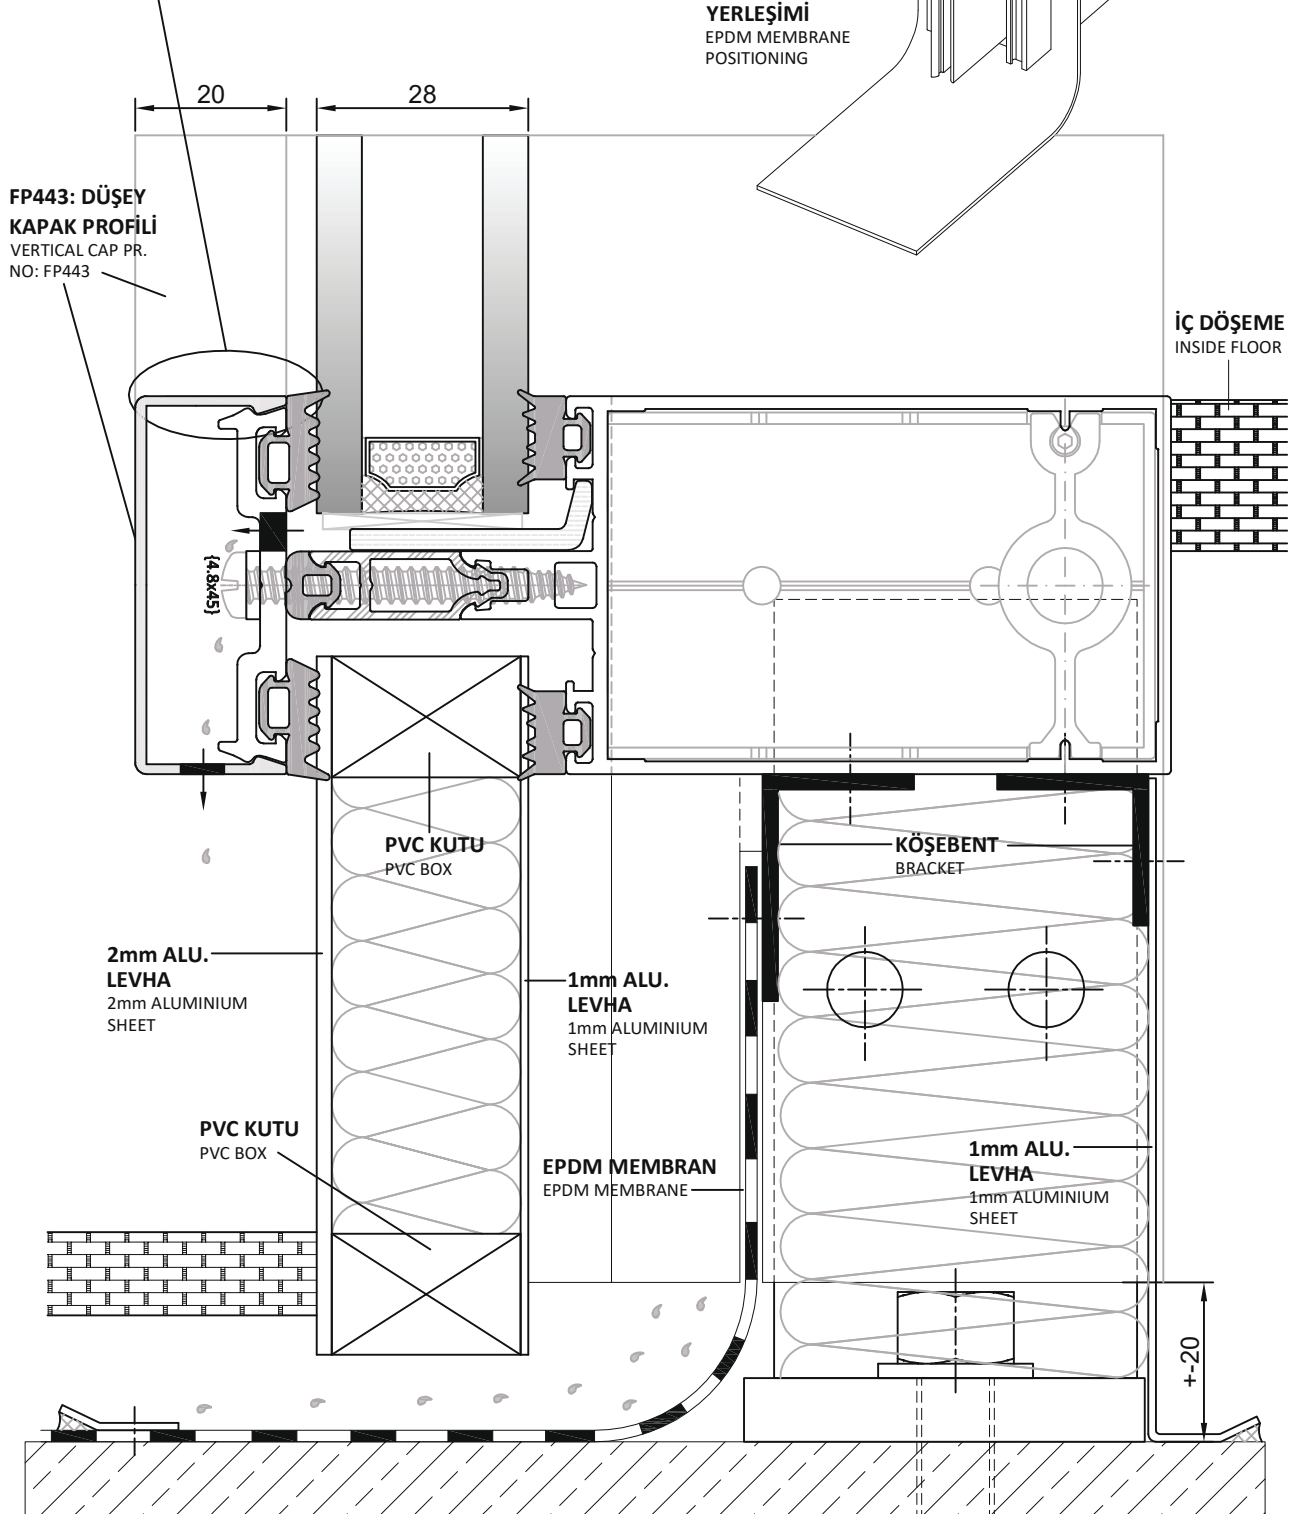 YERLEŞİMİ
EPDM MEMBRANE
POSITIONING
20
28
FP443: DÜŞEY
KAPAK PROFİLİ
VERTICAL CAP PR.
NO: FP443
İÇ DÖŞEME
INSIDE FLOOR
{4.8x45}
PVC KUTU
PVC BOX
KÖŞEBENT
BRACKET
2mm ALU.
LEVHA
2mm ALUMINIUM
SHEET
1mm ALU.
LEVHA
1mm ALUMINIUM
SHEET
PVC KUTU
PVC BOX
EPDM MEMBRAN
EPDM MEMBRANE
1mm ALU.
LEVHA
1mm ALUMINIUM
SHEET
+-20